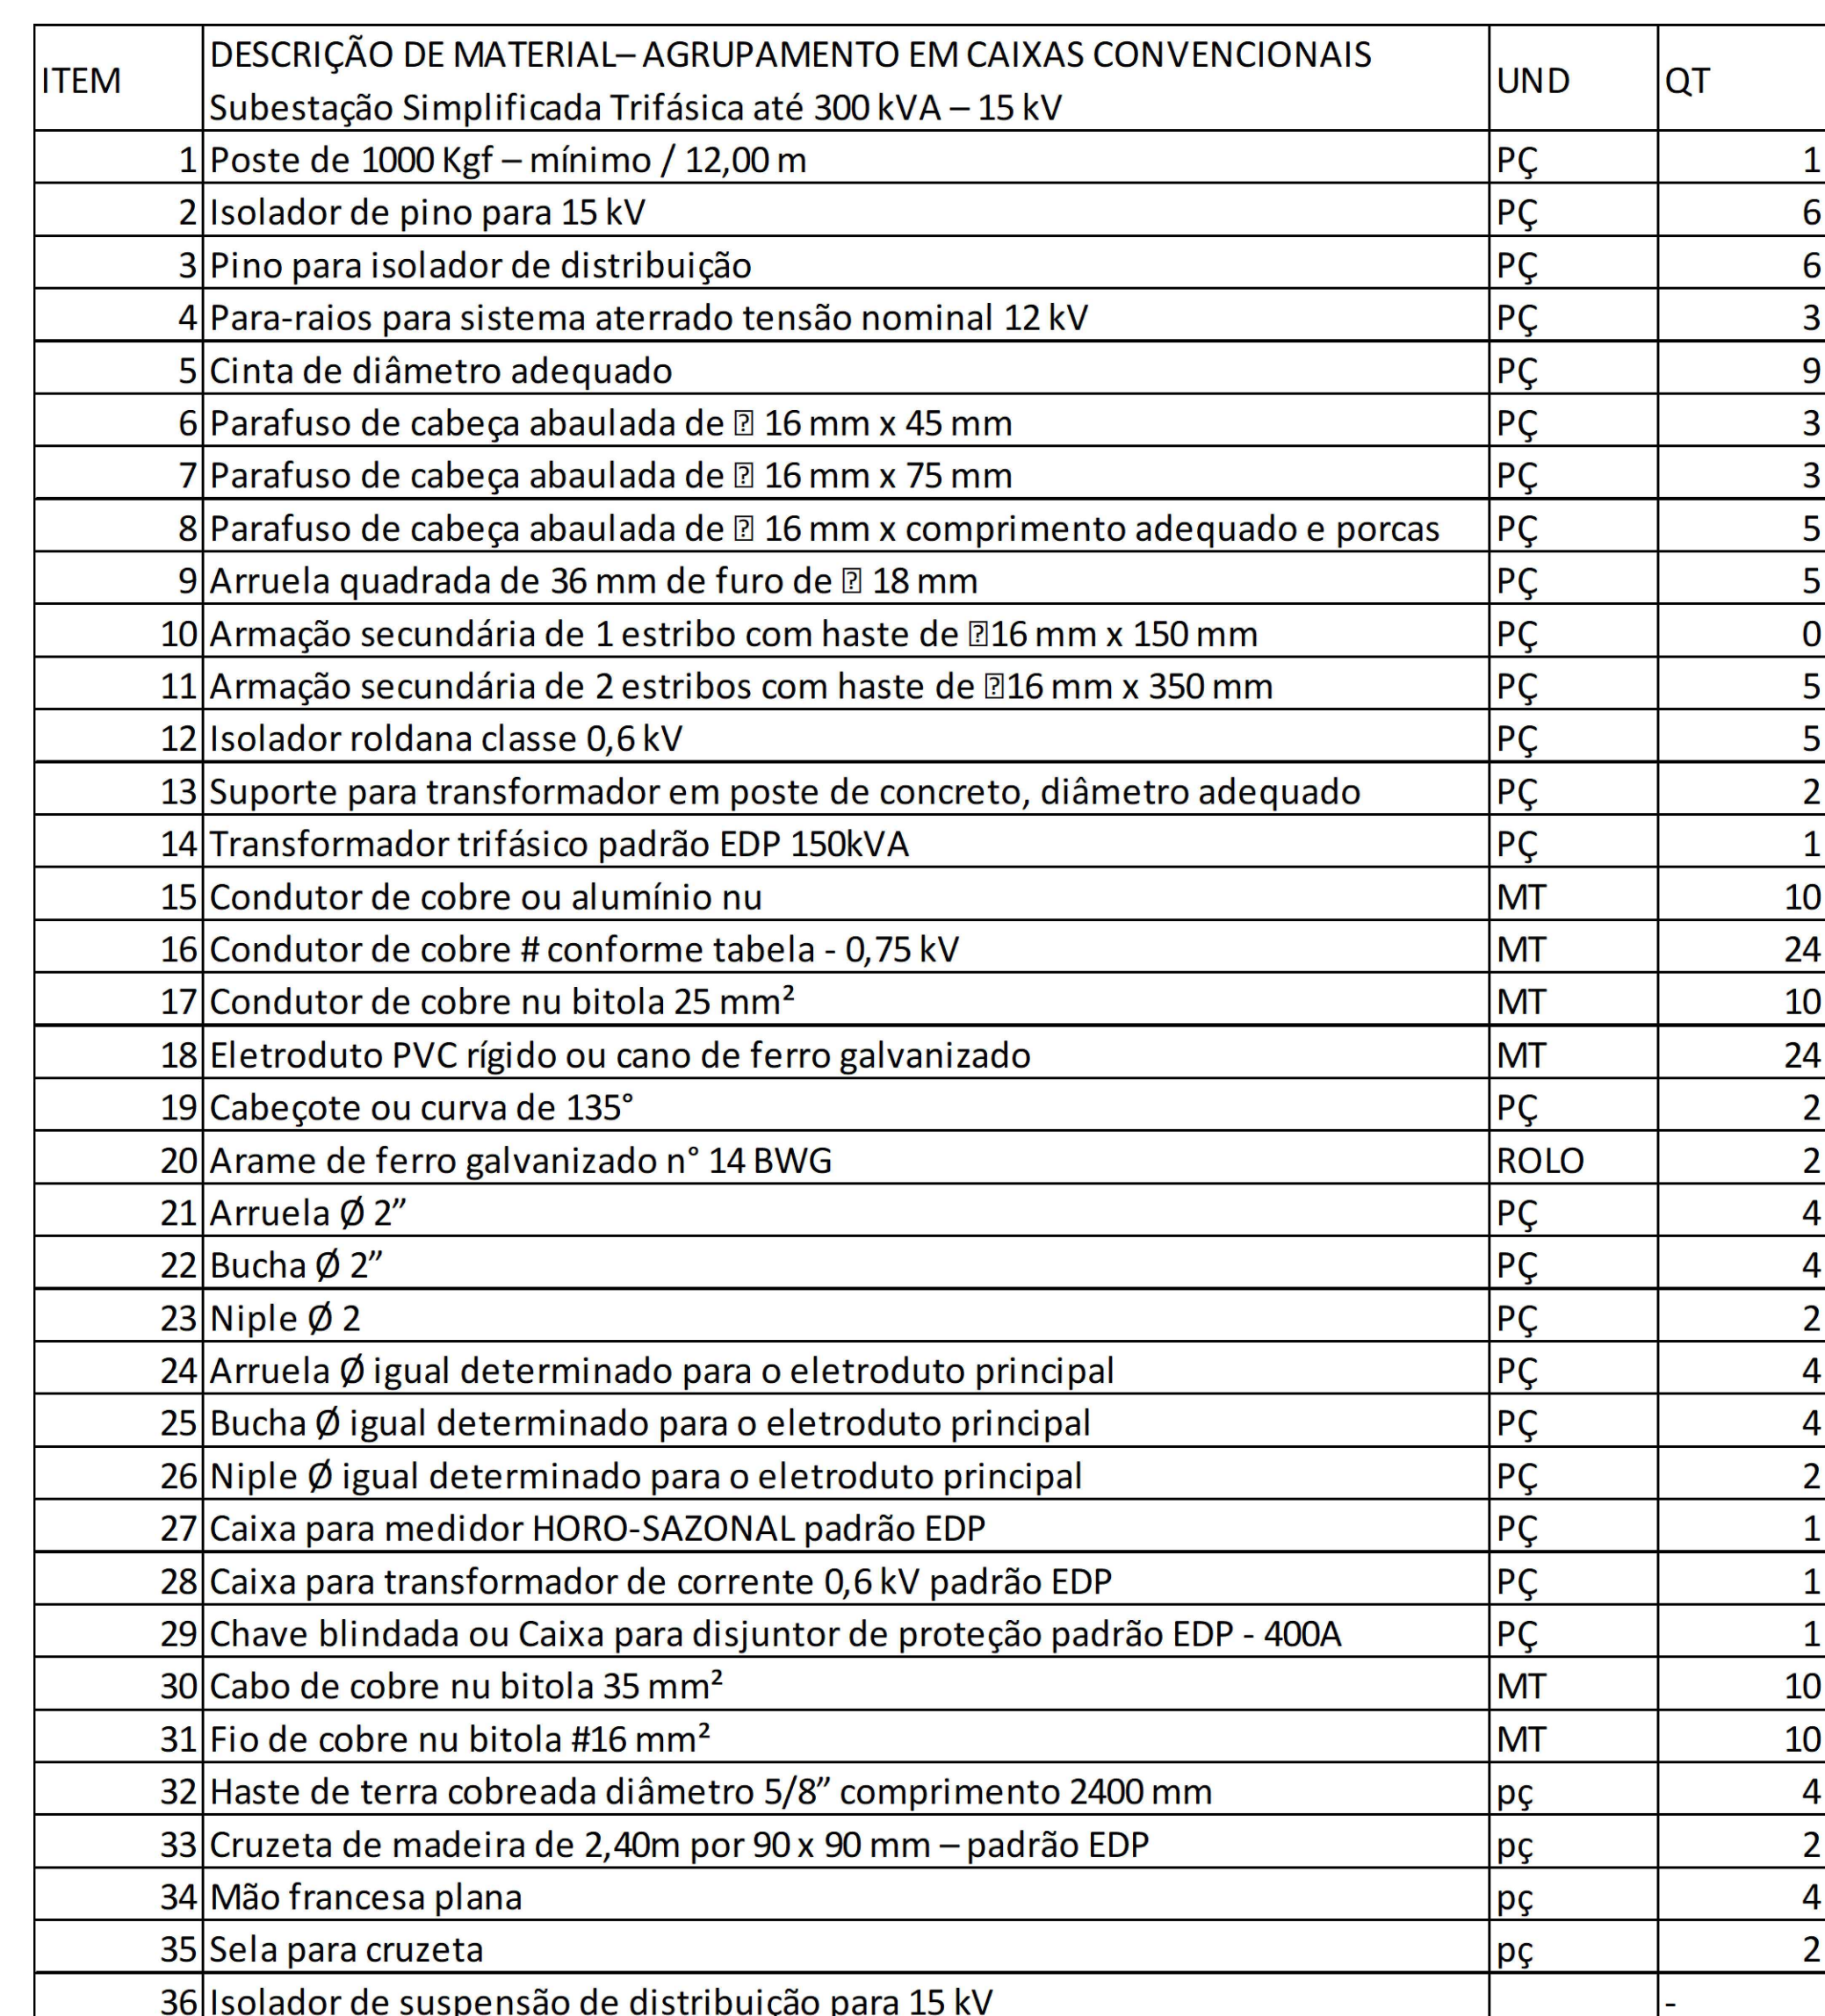 ITEM DESCRIÇÃO DE MATERIAL– AGRUPAMENTO EM CAIXAS CONVENCIONAIS UND QT
Subestação Simplificada Trifásica até 300 kVA – 15 kV
1 Poste de 1000 Kgf – mínimo / 12,00 m PÇ 1
2 Isolador de pino para 15 kV PÇ 6
3 Pino para isolador de distribuição PÇ 6
4 Para-raios para sistema aterrado tensão nominal 12 kV PÇ 3
5 Cinta de diâmetro adequado PÇ 9
6 Parafuso de cabeça abaulada de ⍰ 16 mm x 45 mm PÇ 3
7 Parafuso de cabeça abaulada de ⍰ 16 mm x 75 mm PÇ 3
8 Parafuso de cabeça abaulada de ⍰ 16 mm x comprimento adequado e porcas PÇ 5
9 Arruela quadrada de 36 mm de furo de ⍰ 18 mm PÇ 5
10 Armação secundária de 1 estribo com haste de ⍰16 mm x 150 mm PÇ 0
11 Armação secundária de 2 estribos com haste de ⍰16 mm x 350 mm PÇ 5
12 Isolador roldana classe 0,6 kV PÇ 5
13 Suporte para transformador em poste de concreto, diâmetro adequado PÇ 2
14 Transformador trifásico padrão EDP 150kVA PÇ 1
15 Condutor de cobre ou alumínio nu MT 10
16 Condutor de cobre # conforme tabela - 0,75 kV MT 24
17 Condutor de cobre nu bitola 25 mm² MT 10
18 Eletroduto PVC rígido ou cano de ferro galvanizado MT 24
19 Cabeçote ou curva de 135° PÇ 2
20 Arame de ferro galvanizado n° 14 BWG ROLO 2
21 Arruela Ø 2” PÇ 4
22 Bucha Ø 2” PÇ 4
23 Niple Ø 2 PÇ 2
24 Arruela Ø igual determinado para o eletroduto principal PÇ 4
25 Bucha Ø igual determinado para o eletroduto principal PÇ 4
26 Niple Ø igual determinado para o eletroduto principal PÇ 2
27 Caixa para medidor HORO-SAZONAL padrão EDP PÇ 1
28 Caixa para transformador de corrente 0,6 kV padrão EDP PÇ 1
29 Chave blindada ou Caixa para disjuntor de proteção padrão EDP - 400A PÇ 1
30 Cabo de cobre nu bitola 35 mm² MT 10
31 Fio de cobre nu bitola #16 mm² MT 10
32 Haste de terra cobreada diâmetro 5/8” comprimento 2400 mm pç 4
33 Cruzeta de madeira de 2,40m por 90 x 90 mm – padrão EDP pç 2
34 Mão francesa plana pç 4
35 Sela para cruzeta pç 2
36 Isolador de suspensão de distribuição para 15 kV -